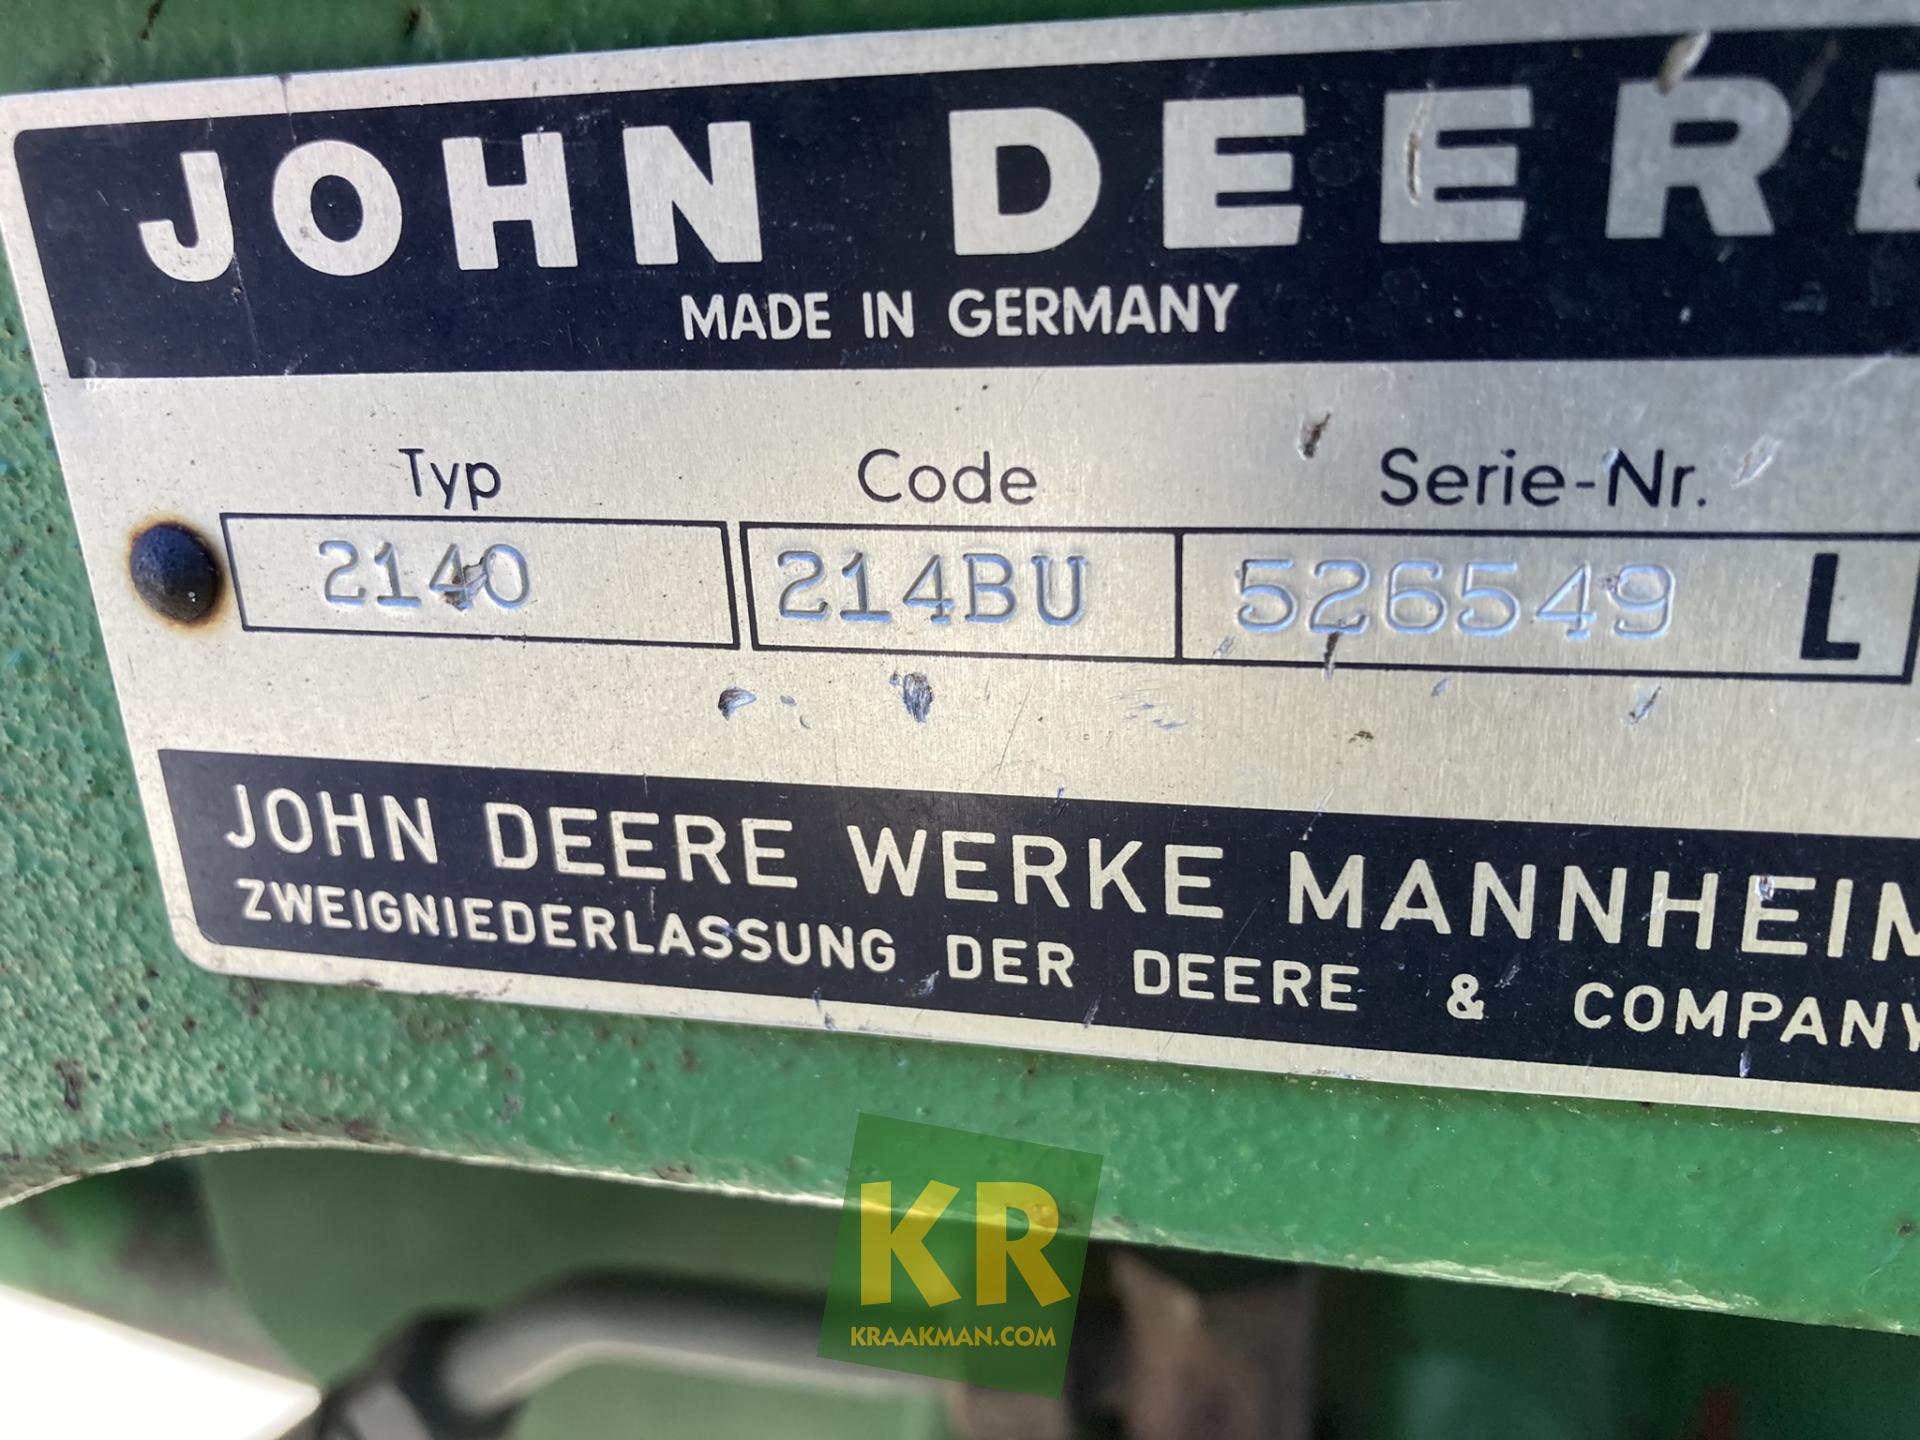 JOHN DEERE
MADE IN GERMANY
Typ Code Serie-Nr.
2140 214BU 526549 L
JOHN DEERE WERKE MANNHEIM
ZWEIGNIEDERLASSUNG DER DEERE & COMPANY
KR
KRAAKMAN.COM